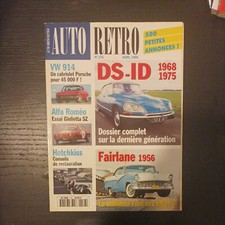 AUTO RETRO
500
PETITES
ANNONCES !
VW 914
Un cabriolet Porsche
pour 45 000 F !
DS-ID 1968
1975
Alfa Roméo
Essai Giulietta SZ
Dossier complet
sur la dernière génération
Hotchkiss
Conseils
de restauration
Fairlane 1956